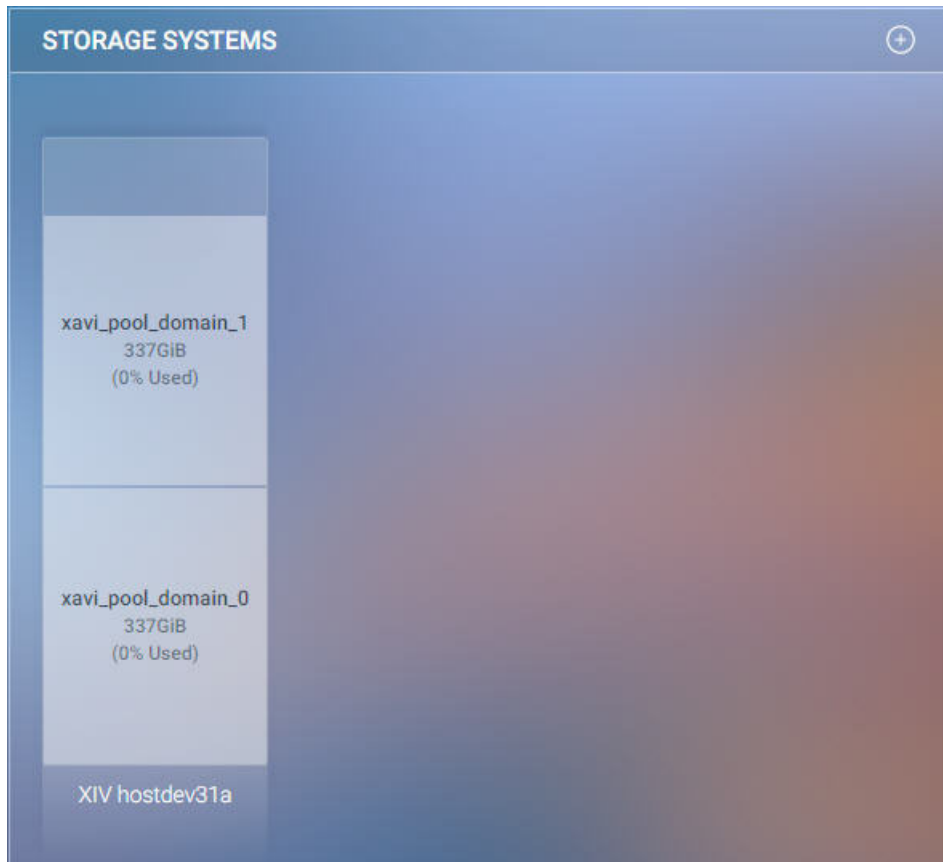 STORAGE SYSTEMS
xavi_pool_domain_1
337GiB
(0% Used)
xavi_pool_domain_0
337GiB
(0% Used)
XIV hostdev31a